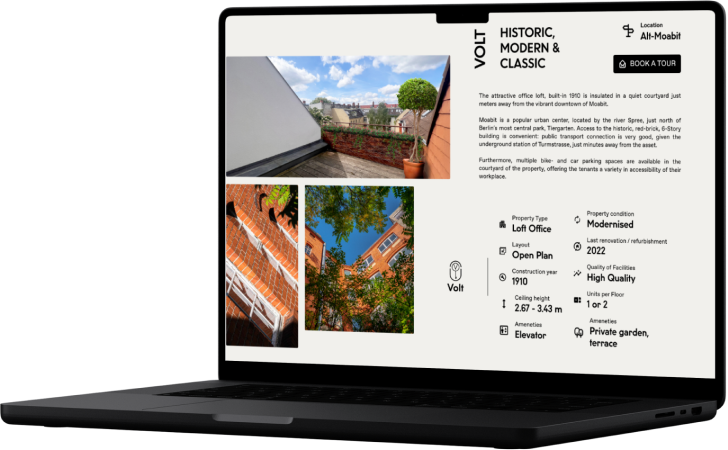 VOLT
HISTORIC,
MODERN &
CLASSIC
Location
Alt-Moabit
BOOK A TOUR
The attractive office loft, built-in 1910 is insulated in a quiet courtyard just
meters away from the vibrant downtown of Moabit.
Moabit is a popular urban center, located by the river Spree, just north of
Berlin's most central park, Tiergarten. Access to the historic, red-brick, 6-Story
building is convenient: public transport connection is very good, given the
underground station of Turmstrasse, just minutes away from the asset.
Furthermore, multiple bike- and car parking spaces are available in the
courtyard of the property, offering the tenants a variety in accessibility of their
workplace.
Volt
Property Type
Loft Office
Layout
Open Plan
Construction year
1910
Ceiling height
2.67 - 3.43 m
Ameneties
Elevator
Property condition
Modernised
Last renovation / refurbishment
2022
Quality of Facilities
High Quality
Units per Floor
1 or 2
Ameneties
Private garden,
terrace